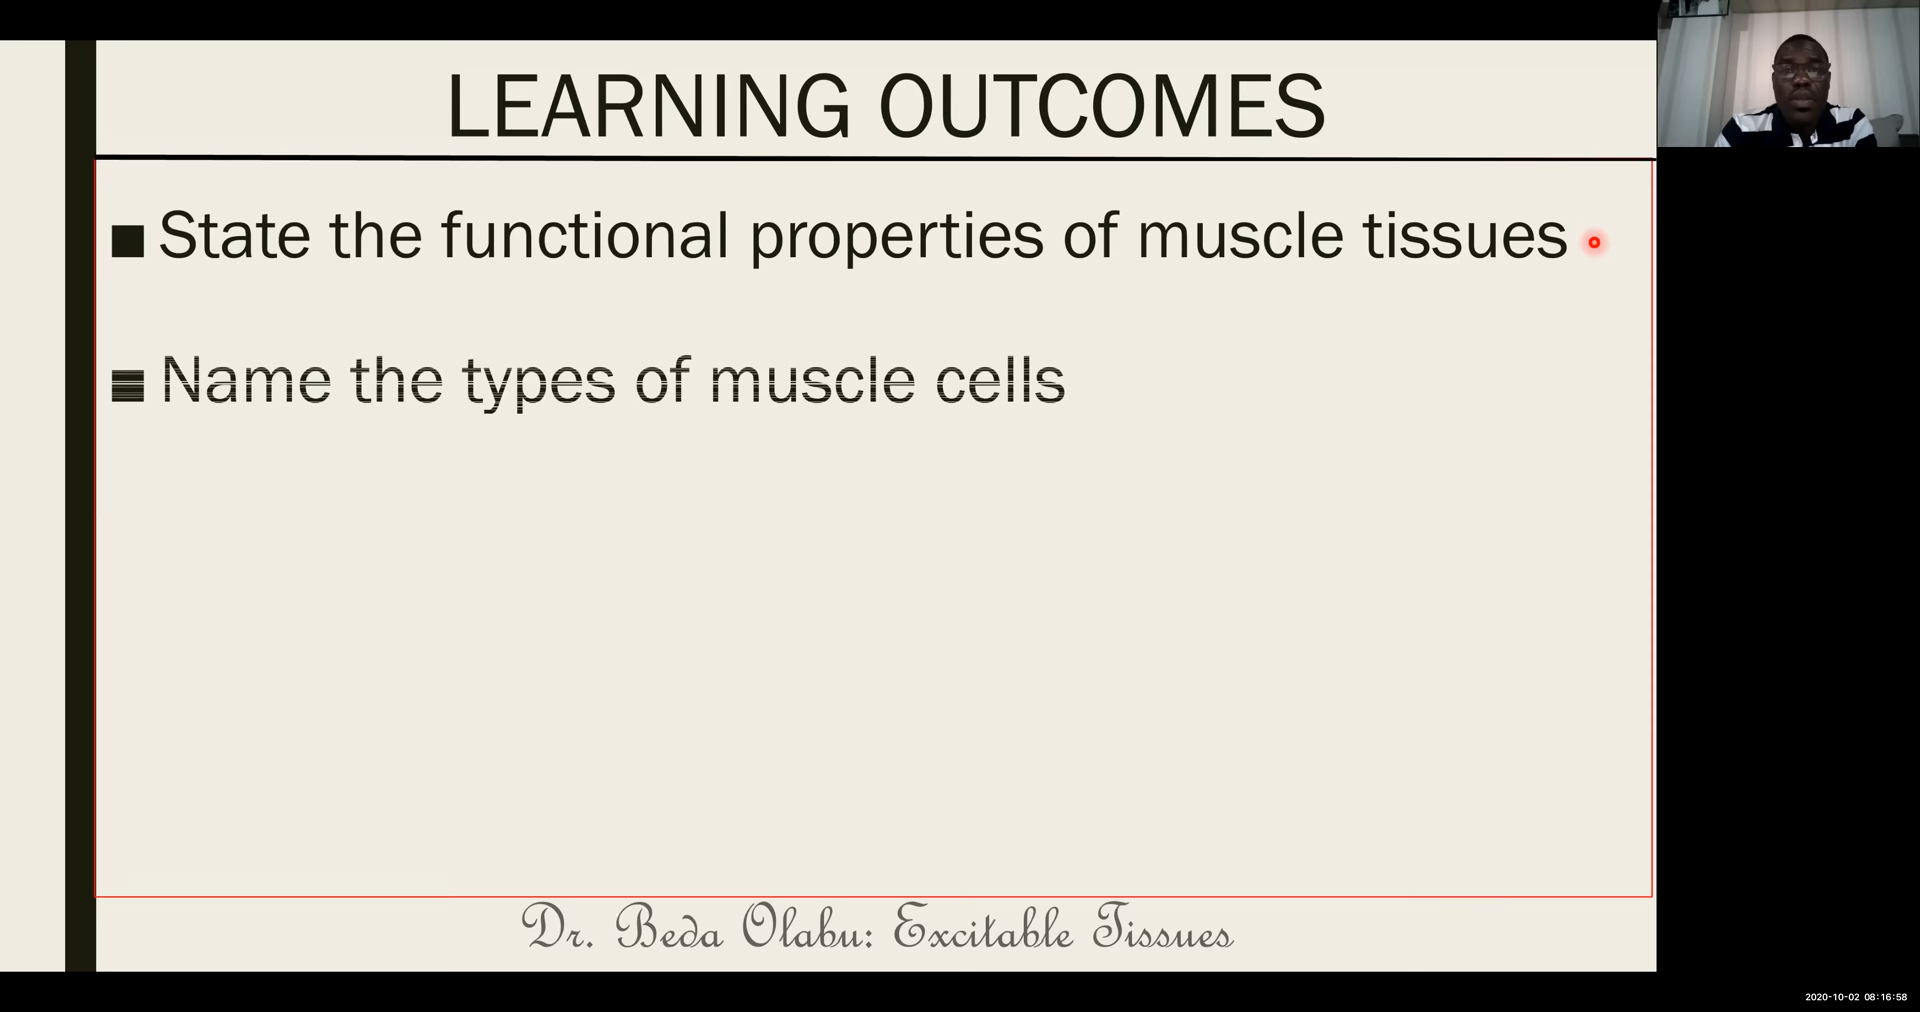 LEARNING OUTCOMES
State the functional properties of muscle tissues
Name the types of muscle cells
Dr. Beda Olabu: Excitable Tissues
2020-10-02 08:16:58